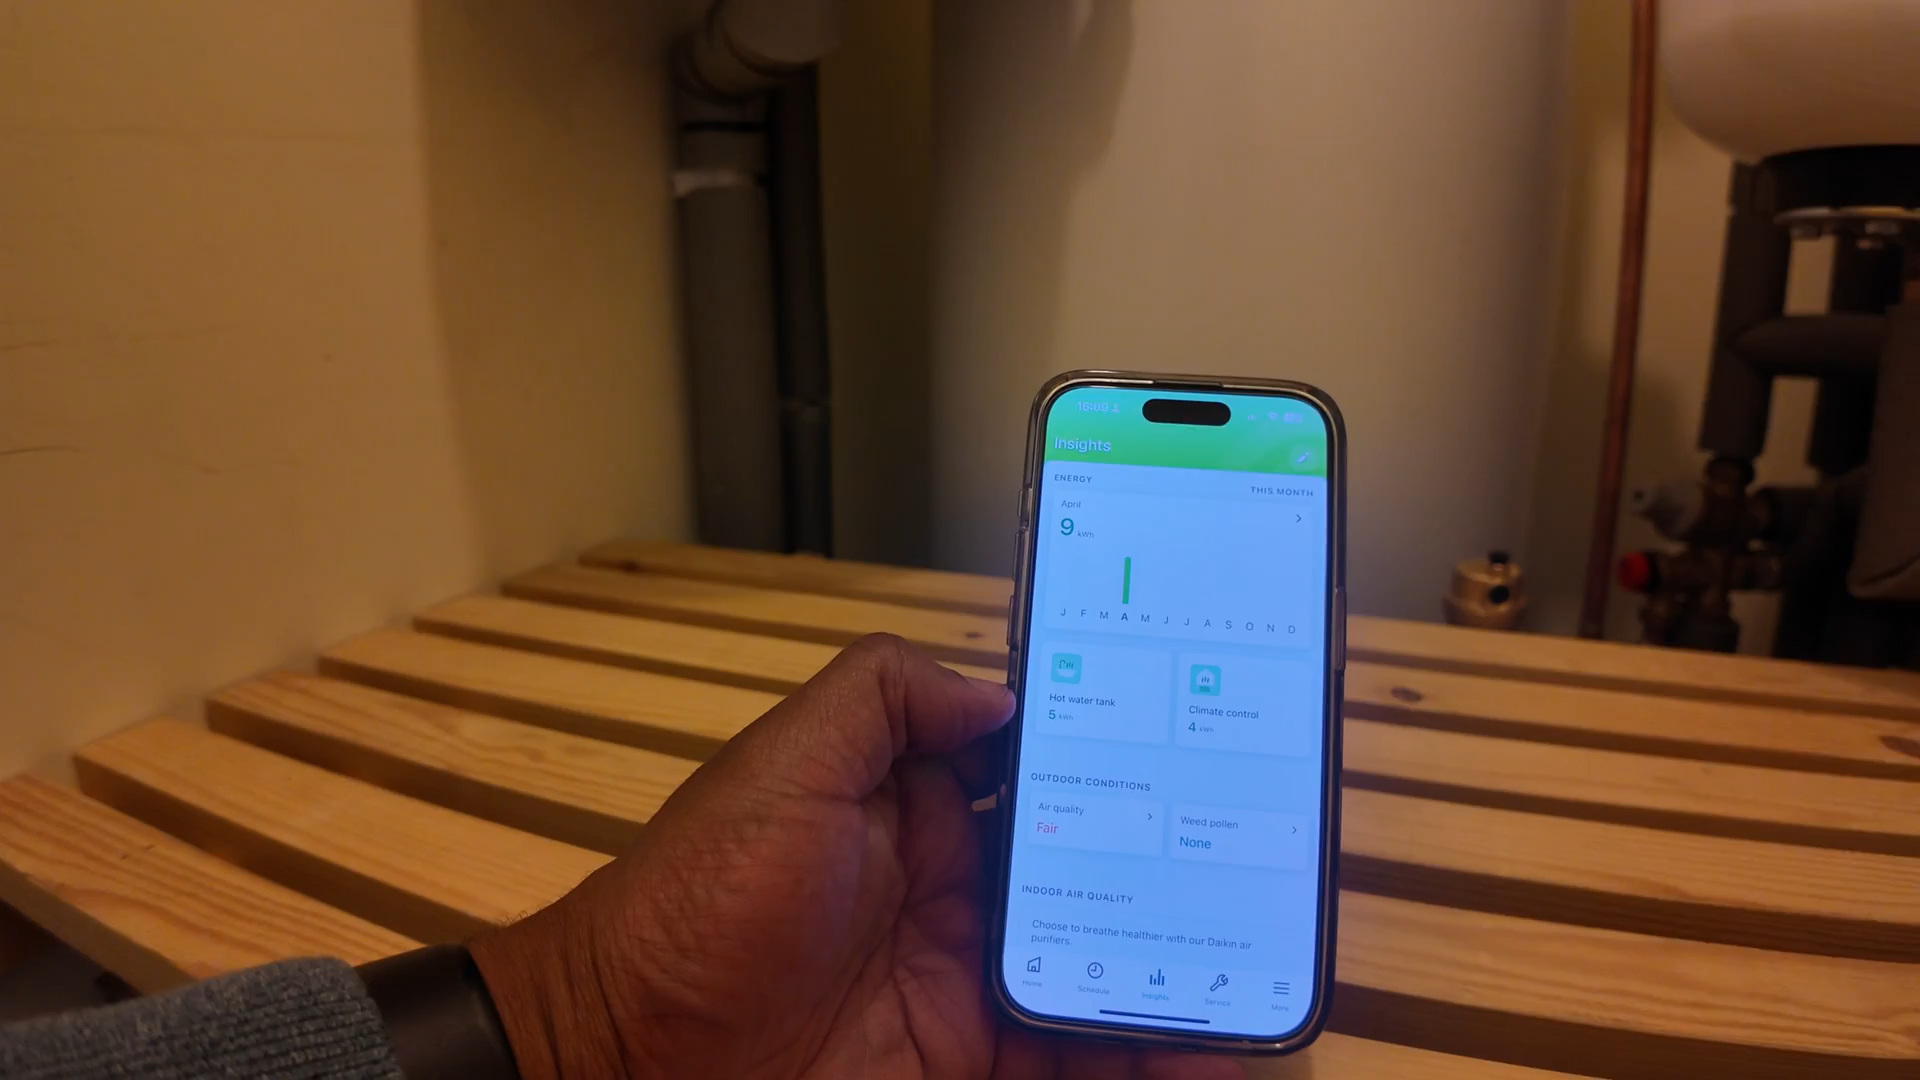 16:09
Insights
ENERGY
THIS MONTH
April
9 kWh
J F M A M J J A S O N D
Hot water tank
5 kWh
Climate control
4 kWh
OUTDOOR CONDITIONS
Air quality
Fair
Weed pollen
None
INDOOR AIR QUALITY
Choose to breathe healthier with our Daikin air
purifiers.
Home Schedule Insights Service More